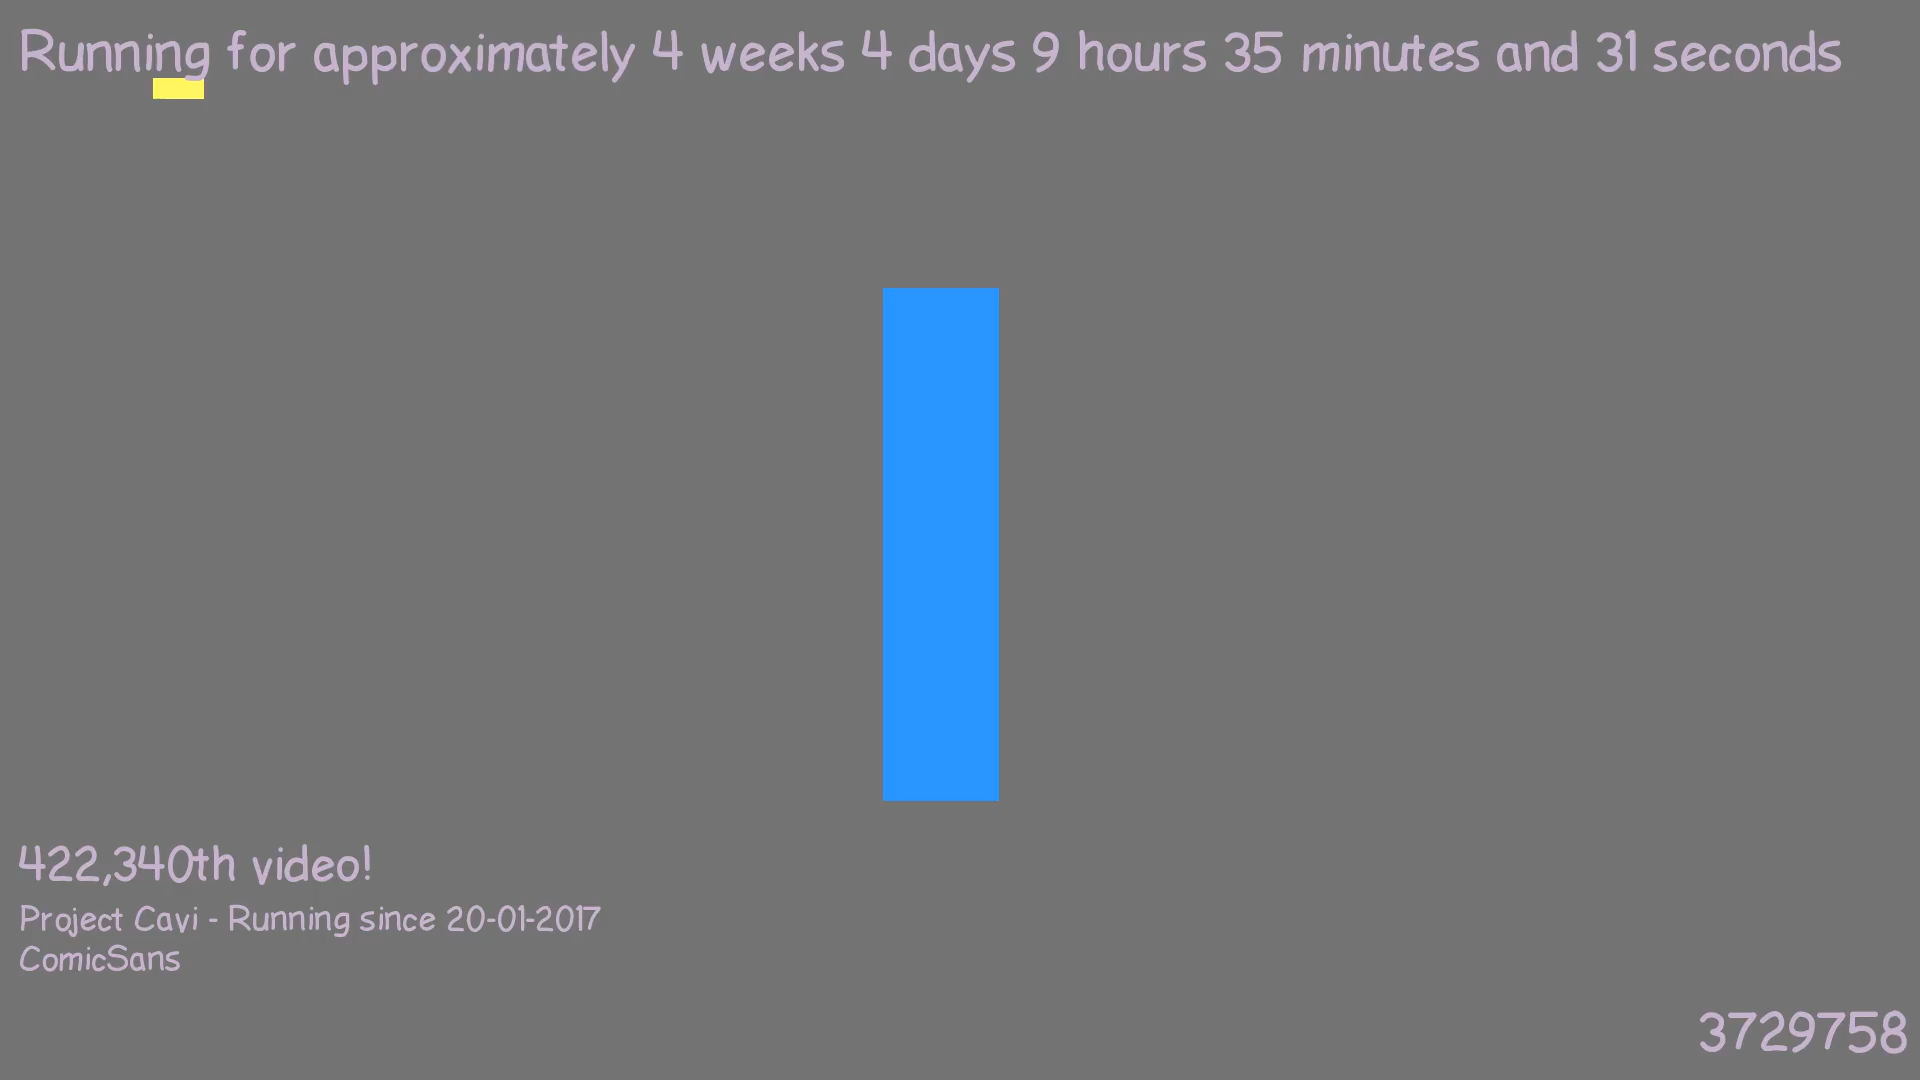 Running for approximately 4 weeks 4 days 9 hours 35 minutes and 31 seconds
422,340th video!
Project Cavi - Running since 20-01-2017
ComicSans
3729758